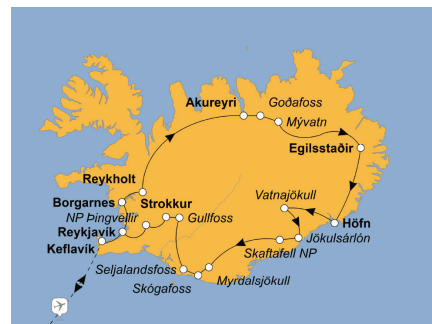 Akureyri
Goðafoss
Mývatn
Egilsstaðir
Reykholt
Borgarnes
Strokkur
Vatnajökull
NP Þingvellir
Gullfoss
Reykjavík
Höfn
Keflavík
Jökulsárlón
Skaftafell NP
Seljalandsfoss
Myrdalsjökull
Skógafoss